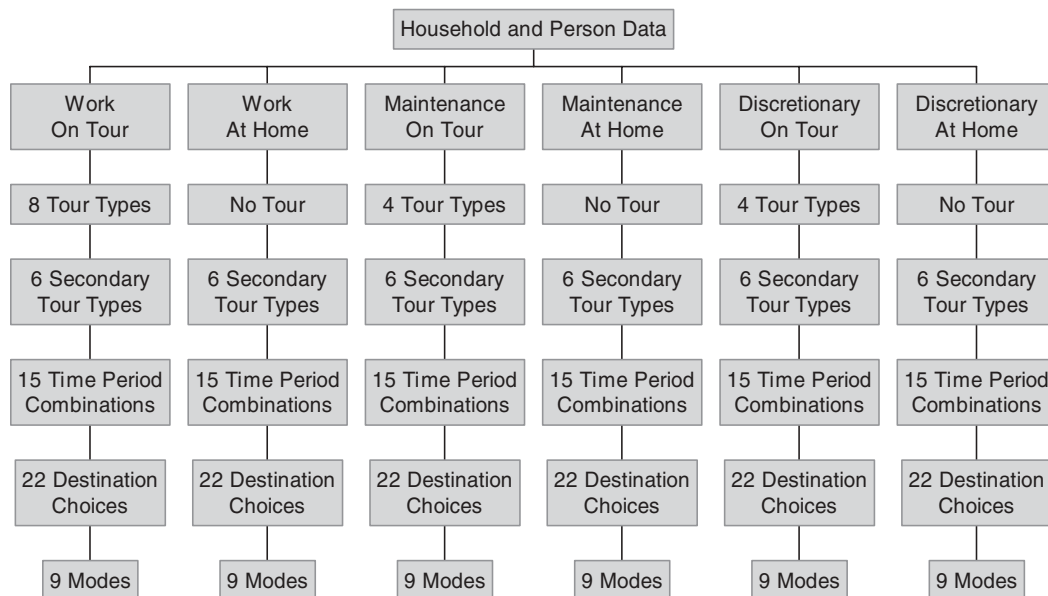 Household and Person Data
Work
On Tour
Work
At Home
Maintenance
On Tour
Maintenance
At Home
Discretionary
On Tour
Discretionary
At Home
8 Tour Types
No Tour
4 Tour Types
No Tour
4 Tour Types
No Tour
6 Secondary
Tour Types
6 Secondary
Tour Types
6 Secondary
Tour Types
6 Secondary
Tour Types
6 Secondary
Tour Types
6 Secondary
Tour Types
15 Time Period
Combinations
15 Time Period
Combinations
15 Time Period
Combinations
15 Time Period
Combinations
15 Time Period
Combinations
15 Time Period
Combinations
22 Destination
Choices
22 Destination
Choices
22 Destination
Choices
22 Destination
Choices
22 Destination
Choices
22 Destination
Choices
9 Modes
9 Modes
9 Modes
9 Modes
9 Modes
9 Modes